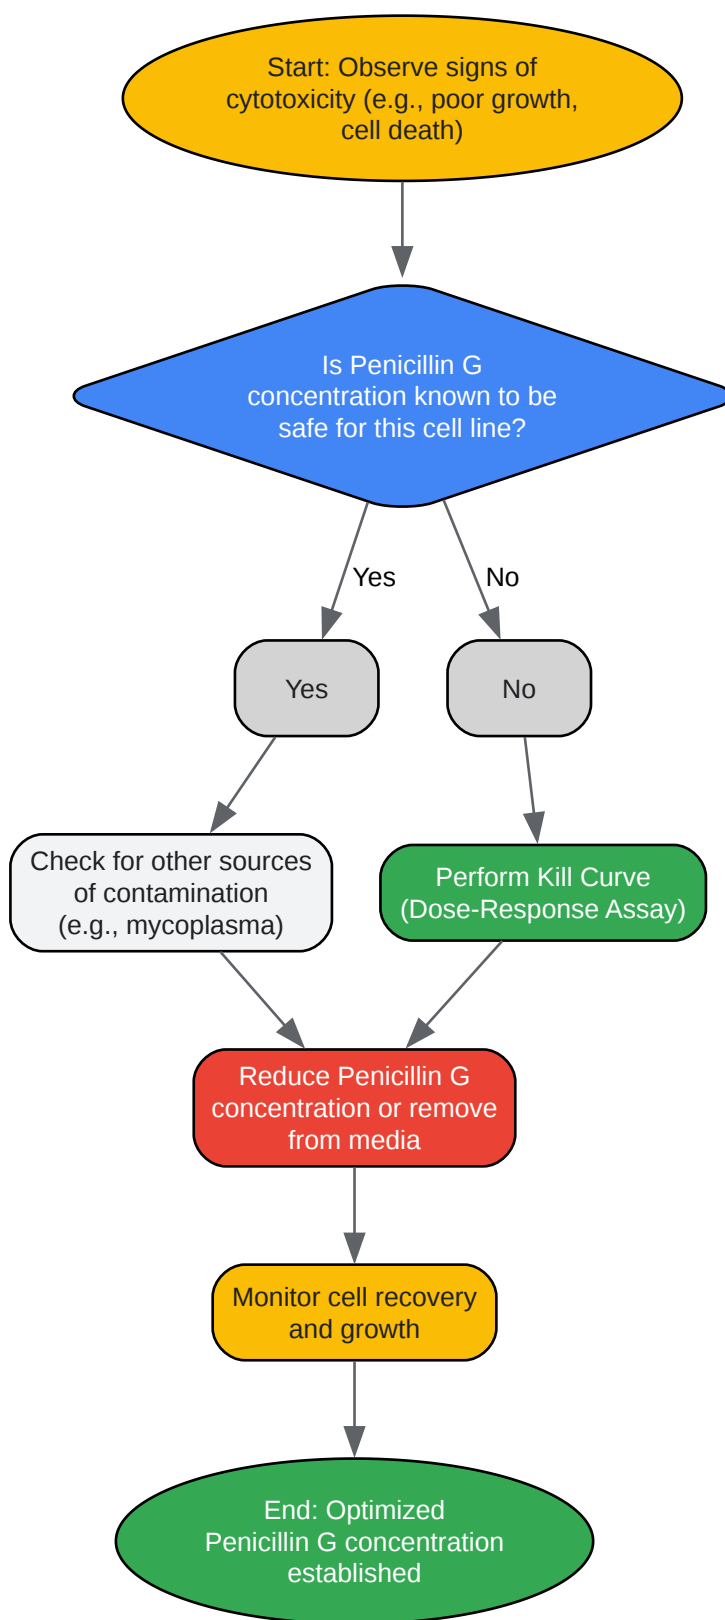 Start: Observe signs of
cytotoxicity (e.g., poor growth,
cell death)
Is Penicillin G
concentration known to be
safe for this cell line?
Yes
No
Yes
No
Check for other sources
of contamination
(e.g., mycoplasma)
Perform Kill Curve
(Dose-Response Assay)
Reduce Penicillin G
concentration or remove
from media
Monitor cell recovery
and growth
End: Optimized
Penicillin G concentration
established